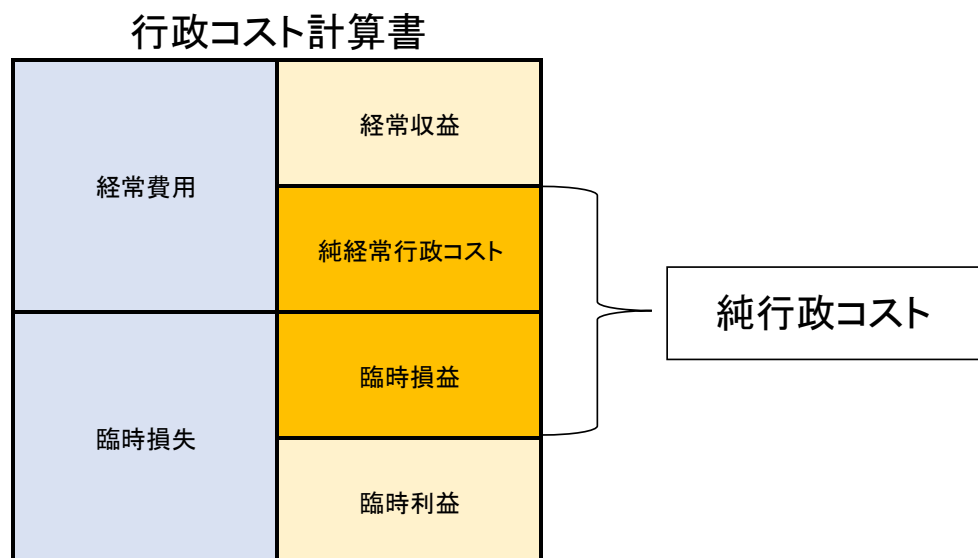 行政コスト計算書
経常費用
経常収益
純経常行政コスト
臨時損失
臨時損益
臨時利益
純行政コスト